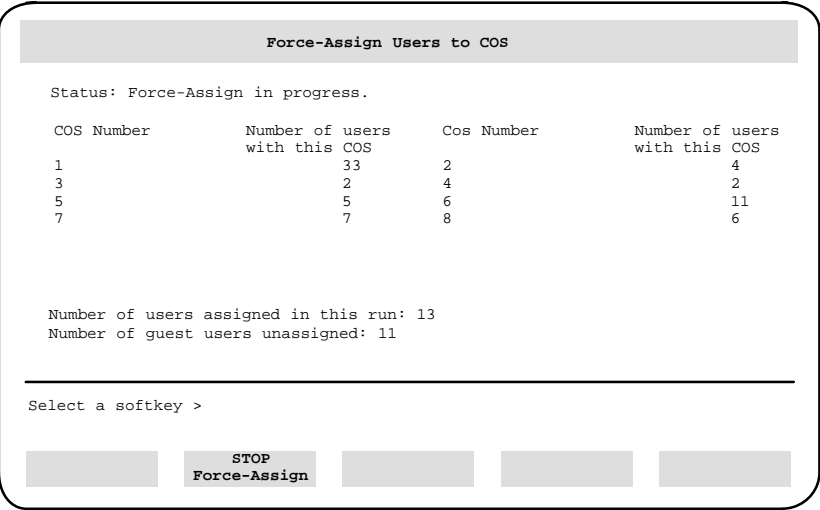 Force-Assign Users to COS
Status: Force-Assign in progress.
COS Number Number of users Cos Number Number of users
with this COS with this COS
1 33 2 4
3 2 4 2
5 5 6 11
7 7 8 6
Number of users assigned in this run: 13
Number of guest users unassigned: 11
Select a softkey >
STOP
Force-Assign